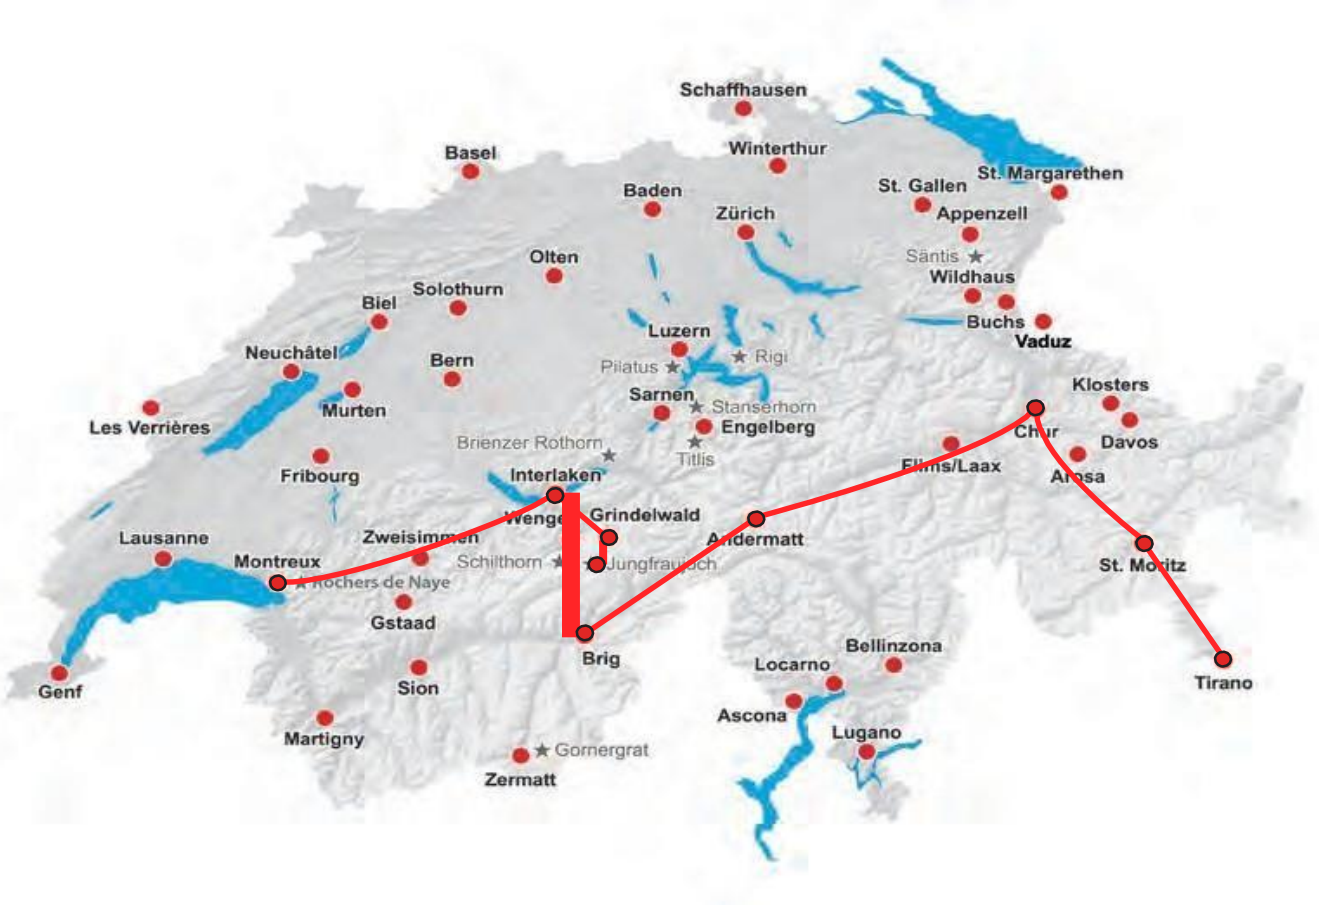 Schaffhausen
Winterthur
Basel
St. Margarethen
Baden
St. Gallen
Zürich
Appenzell
Säntis
Olten
Wildhaus
Solothurn
Biel
Buchs
Luzern
Vaduz
Neuchâtel
Rigi
Bern
Pilatus
Klosters
Sarnen
Stanserhorn
Murten
Les Verrières
Engelberg
Chur
Davos
Brienzer Rothorn
Titlis
Flims/Laax
Fribourg
Interlaken
Arosa
Wenge
Grindelwald
Lausanne
Zweisimmen
Andermatt
Montreux
Schilthorn
Jungfraujoch
St. Moritz
Rochers de Naye
Gstaad
Bellinzona
Brig
Locarno
Tirano
Genf
Sion
Ascona
Lugano
Martigny
Gornergrat
Zermatt